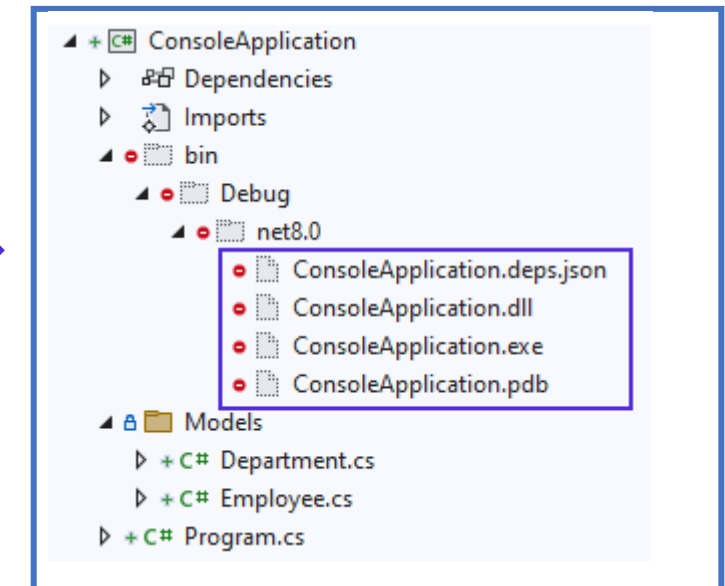 C# ConsoleApplication
Dependencies
Imports
bin
Debug
net8.0
ConsoleApplication.deps.json
ConsoleApplication.dll
ConsoleApplication.exe
ConsoleApplication.pdb
Models
C# Department.cs
C# Employee.cs
C# Program.cs